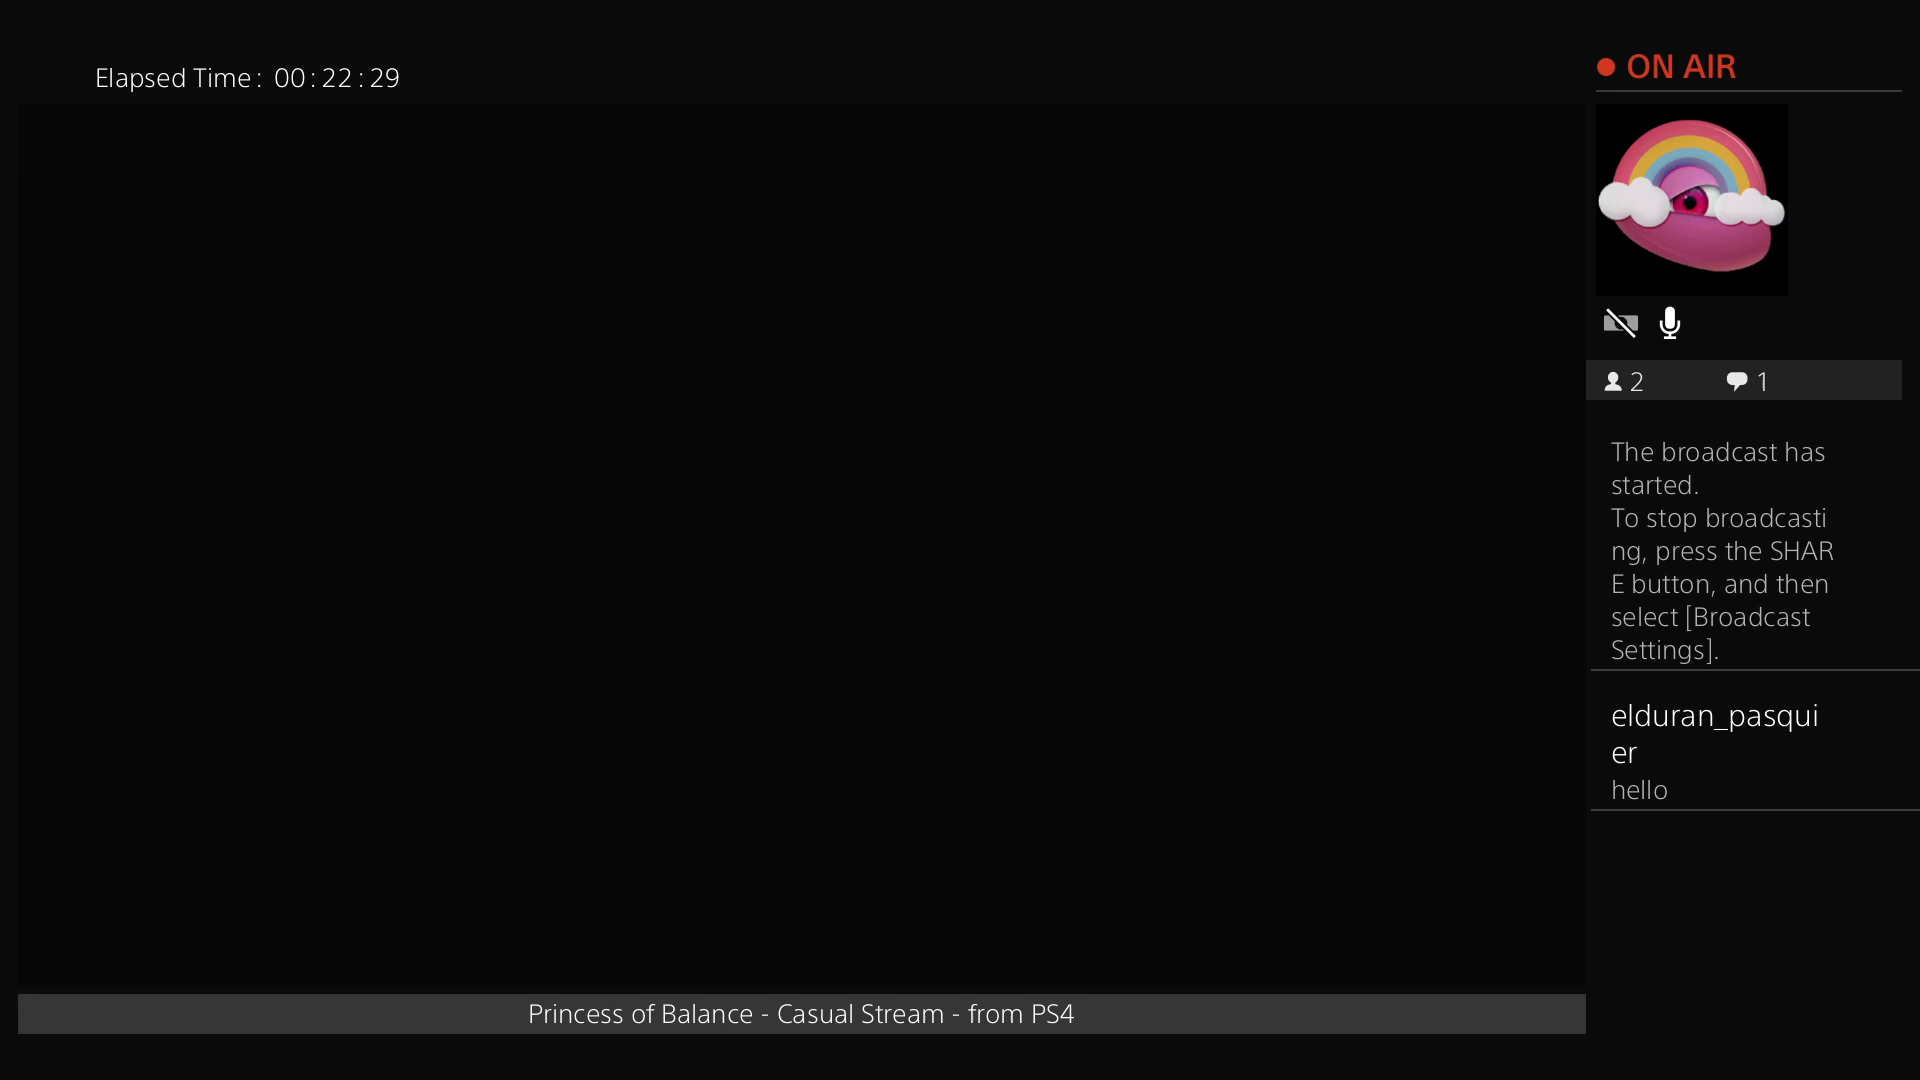 Elapsed Time: 00:22:29
ON AIR
2
1
The broadcast has
started.
To stop broadcasti
ng, press the SHAR
E button, and then
select [Broadcast
Settings].
elduran_pasqui
er
hello
Princess of Balance - Casual Stream - from PS4